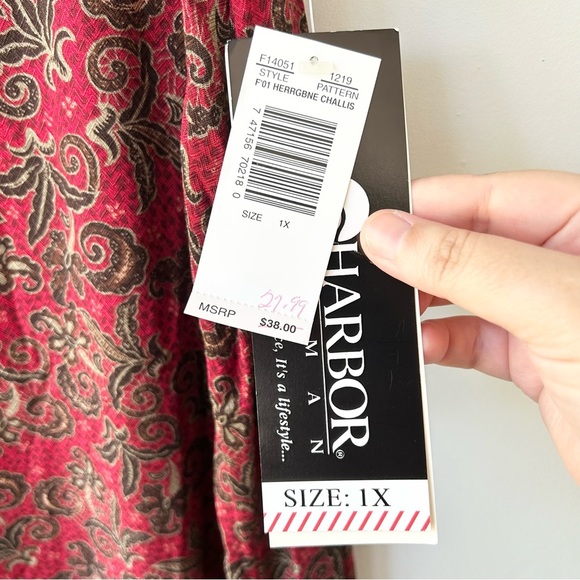 F14051 1219
STYLE PATTERN
F'01 HERRGBNE CHALLIS
7 47156 70218 0
SIZE 1X
27.99
MSRP $38.00
HARBOR®
MAN
It's a lifestyle...
SIZE: 1X